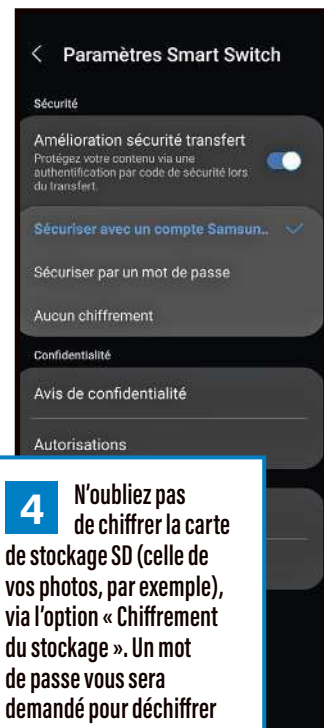 Paramètres Smart Switch
Sécurité
Amélioration sécurité transfert
Protégez votre contenu via une
authentification par code de sécurité lors
du transfert.
Sécuriser avec un compte Samsun..
Sécuriser par un mot de passe
Aucun chiffrement
Confidentialité
Avis de confidentialité
Autorisations
4 N’oubliez pas
de chiffrer la carte
de stockage SD (celle de
vos photos, par exemple),
via l’option « Chiffrement
du stockage ». Un mot
de passe vous sera
demandé pour déchiffrer